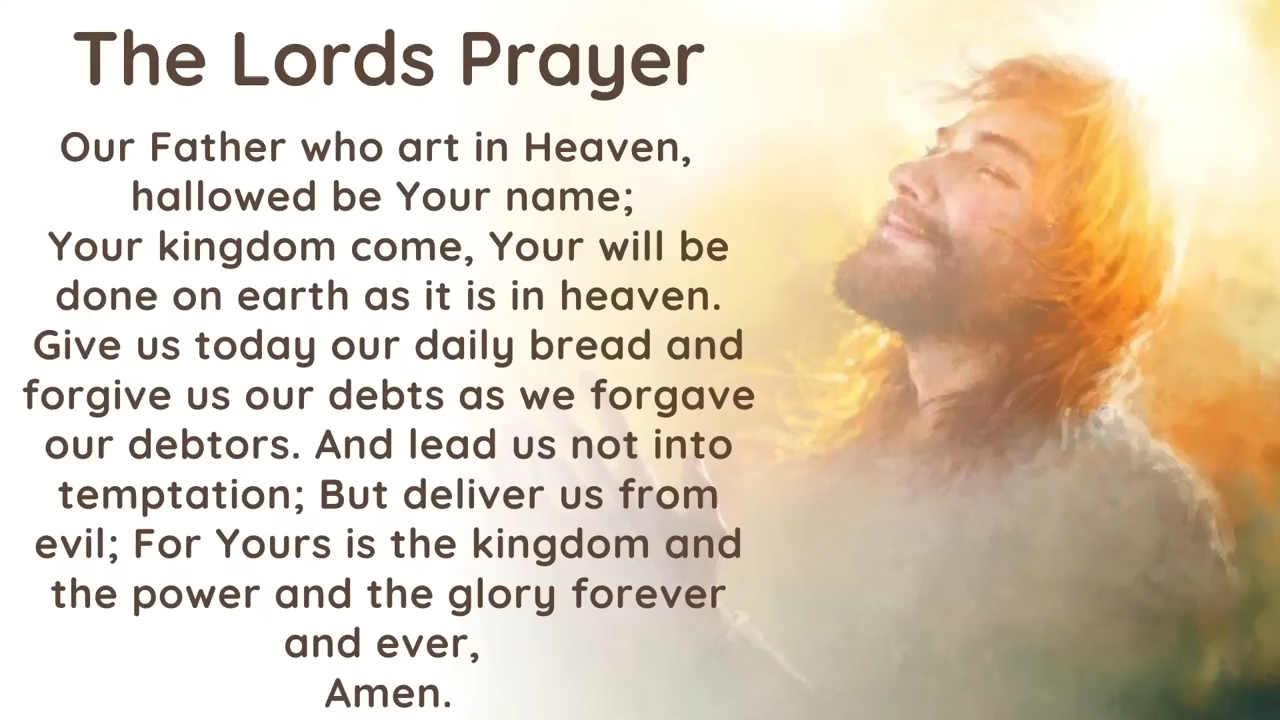 The Lords Prayer
Our Father who art in Heaven,
hallowed be Your name;
Your kingdom come, Your will be
done on earth as it is in heaven.
Give us today our daily bread and
forgive us our debts as we forgave
our debtors. And lead us not into
temptation; But deliver us from
evil; For Yours is the kingdom and
the power and the glory forever
and ever,
Amen.